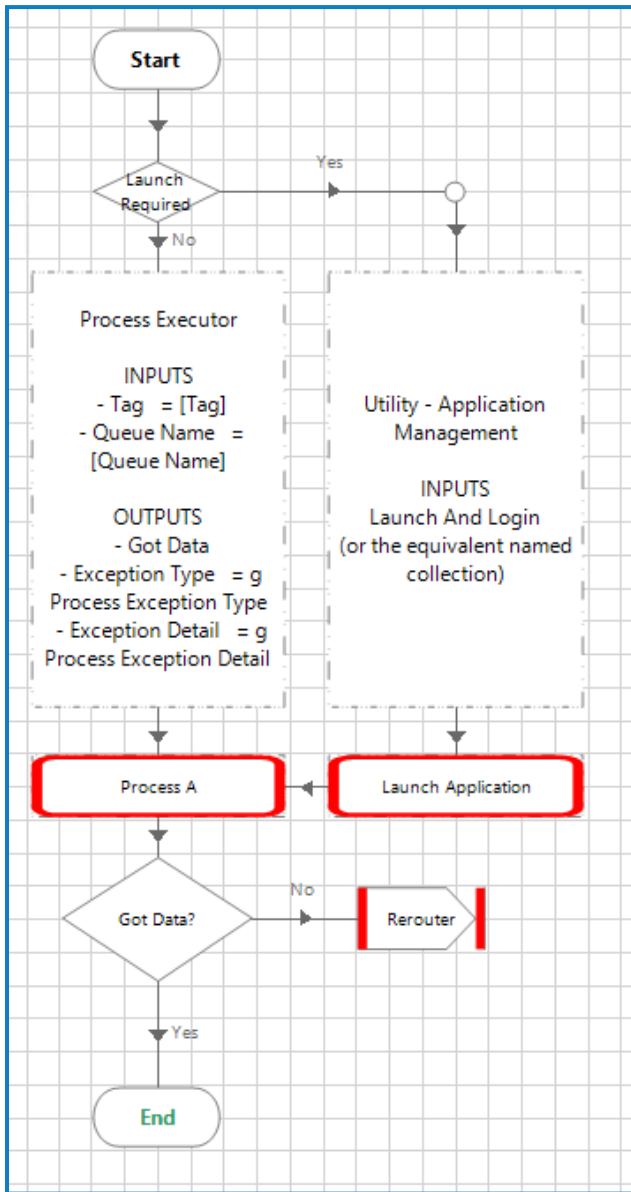 Start
Launch
Required
Yes
No
Process Executor
INPUTS
- Tag = [Tag]
- Queue Name =
[Queue Name]
OUTPUTS
- Got Data
- Exception Type = g
Process Exception Type
- Exception Detail = g
Process Exception Detail
Utility - Application
Management
INPUTS
Launch And Login
(or the equivalent named
collection)
Process A
Launch Application
Got Data?
No
Rerouter
Yes
End